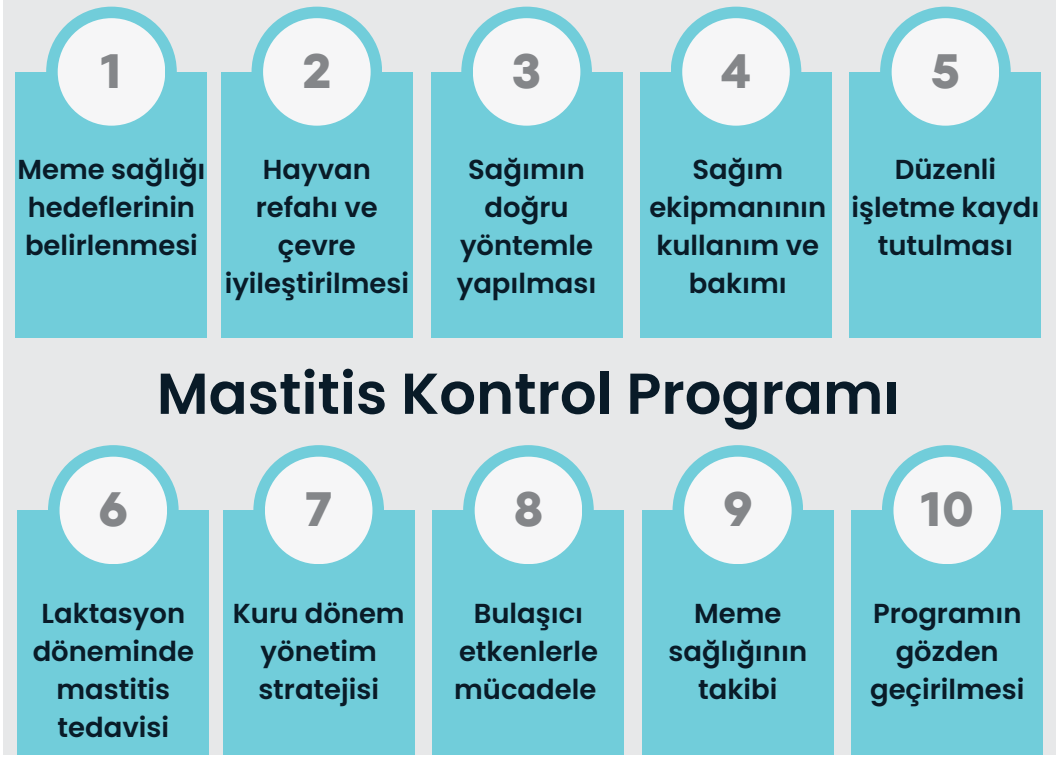 1
Meme sağlığı
hedeflerinin
belirlenmesi
2
Hayvan
refahı ve
çevre
iyileştirilmesi
3
Sağımın
doğru
yöntemle
yapılması
4
Sağım
ekipmanının
kullanım ve
bakımı
5
Düzenli
işletme kaydı
tutulması
Mastitis Kontrol Programı
6
Laktasyon
döneminde
mastitis
tedavisi
7
Kuru dönem
yönetim
stratejisi
8
Bulaşıcı
etkenlerle
mücadele
9
Meme
sağlığının
takibi
10
Programın
gözden
geçirilmesi